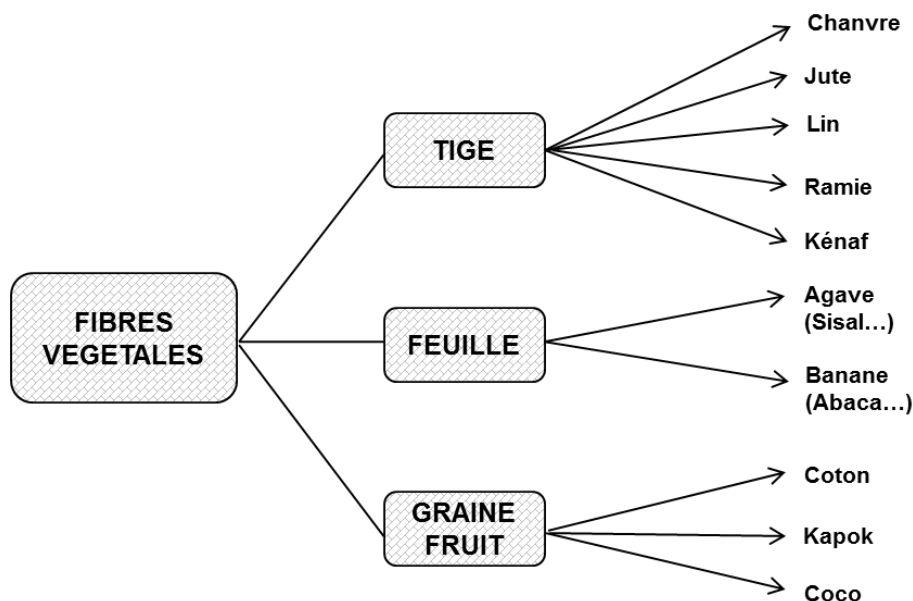 FIBRES
VEGETALES
TIGE
Chanvre
Jute
Lin
Ramie
Kénaf
FEUILLE
Agave
(Sisal…)
Banane
(Abaca…)
GRAINE
FRUIT
Coton
Kapok
Coco